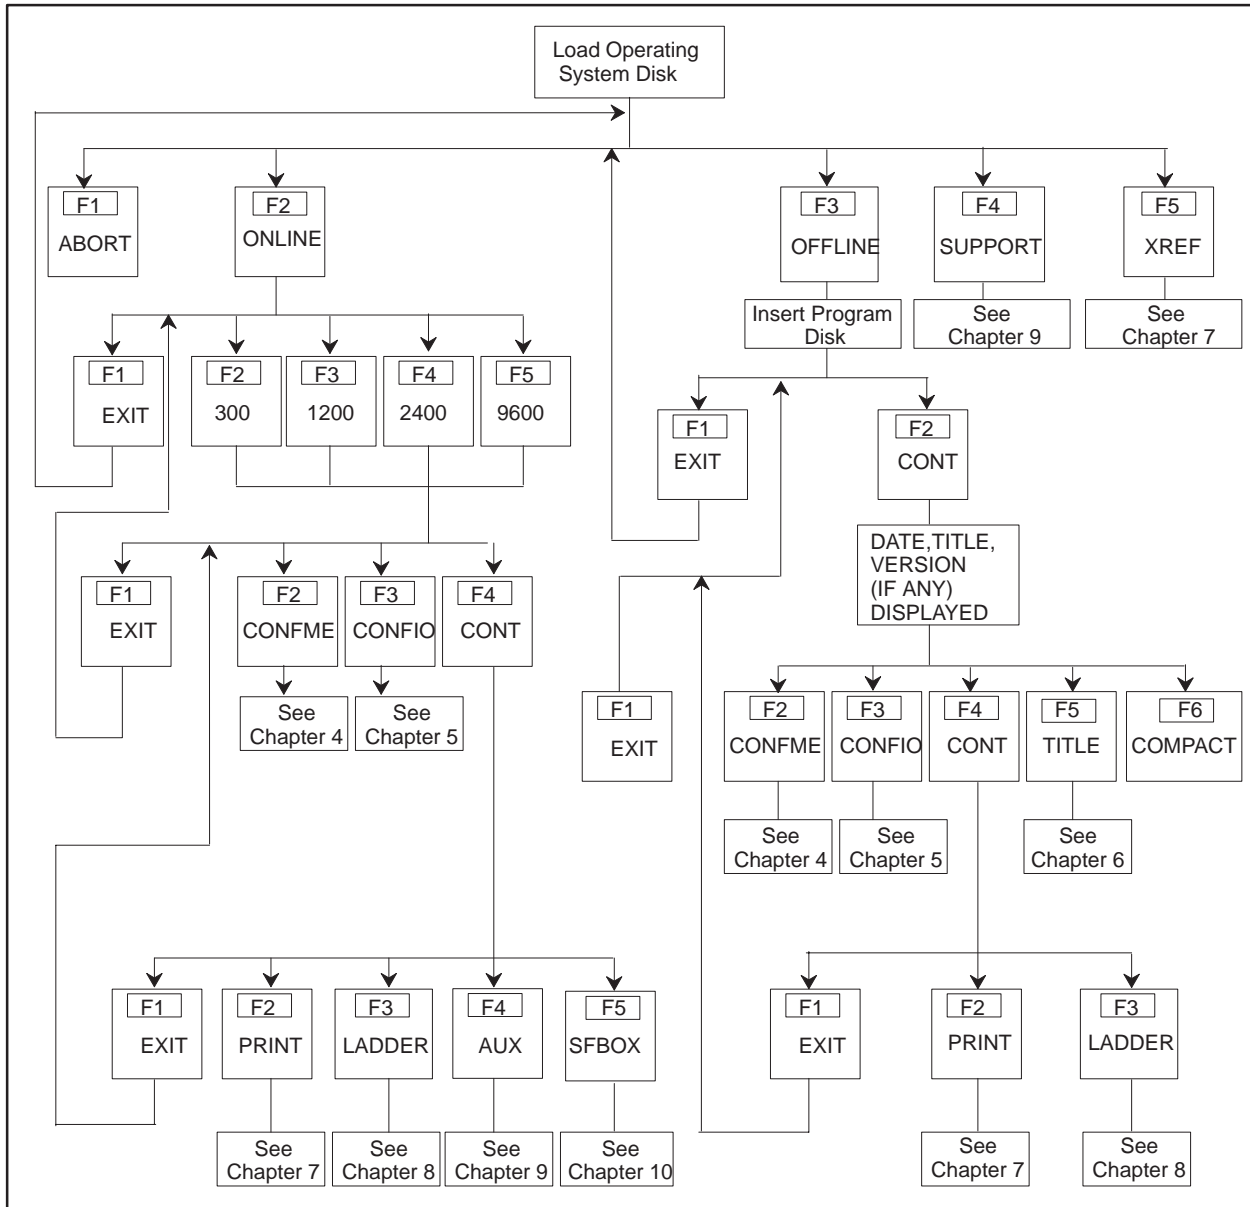 Load Operating
System Disk
F1
ABORT
F2
ONLINE
F3
OFFLINE
F4
SUPPORT
F5
XREF
Insert Program
Disk
See
Chapter 9
See
Chapter 7
F1
EXIT
F2
300
F3
1200
F4
2400
F5
9600
F1
EXIT
F2
CONT
DATE,TITLE,
VERSION
(IF ANY)
DISPLAYED
F1
EXIT
F2
CONFME
F3
CONFIO
F4
CONT
See
Chapter 4
See
Chapter 5
F1
EXIT
F2
CONFME
F3
CONFIO
F4
CONT
F5
TITLE
F6
COMPACT
See
Chapter 4
See
Chapter 5
See
Chapter 6
F1
EXIT
F2
PRINT
F3
LADDER
F4
AUX
F5
SFBOX
F1
EXIT
F2
PRINT
F3
LADDER
See
Chapter 7
See
Chapter 8
See
Chapter 9
See
Chapter 10
See
Chapter 7
See
Chapter 8